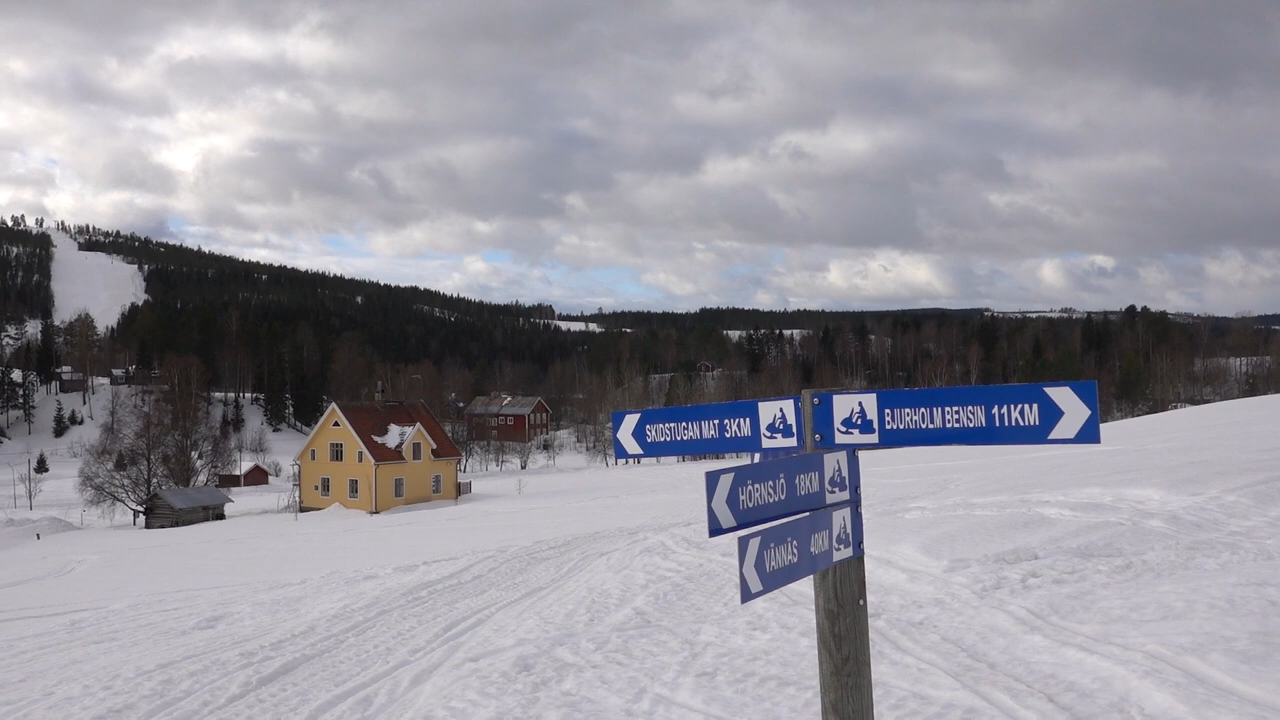 SKIDSTUGAN MAT 3KM
BJURHOLM BENSIN 11KM
HÖRNSJÖ 18KM
VÄNNÄS 40KM